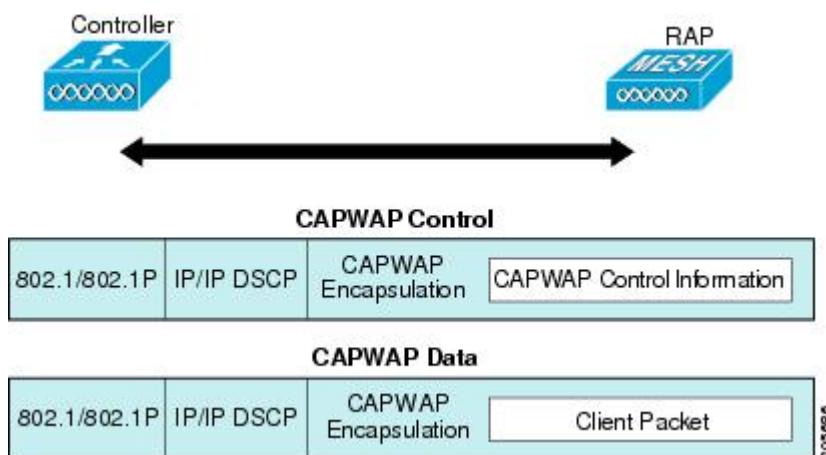 Controller
RAP
MESH
CAPWAP Control
802.1/802.1P IP/IP DSCP CAPWAP Encapsulation CAPWAP Control Information
CAPWAP Data
802.1/802.1P IP/IP DSCP CAPWAP Encapsulation Client Packet